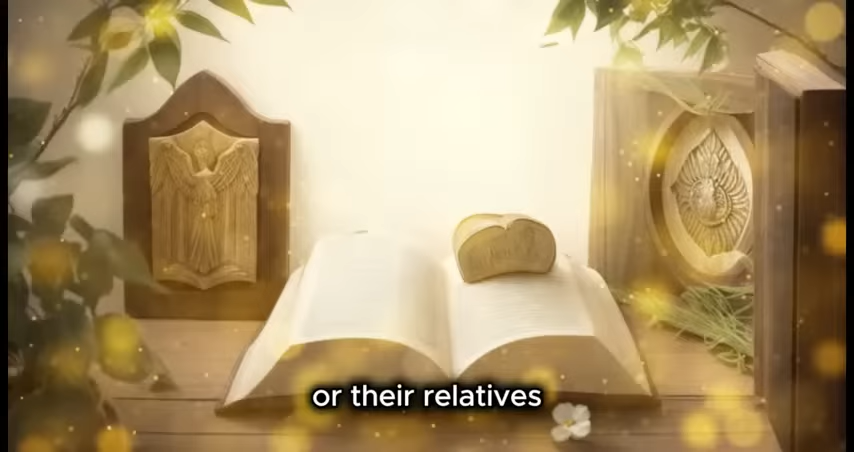 or their relatives